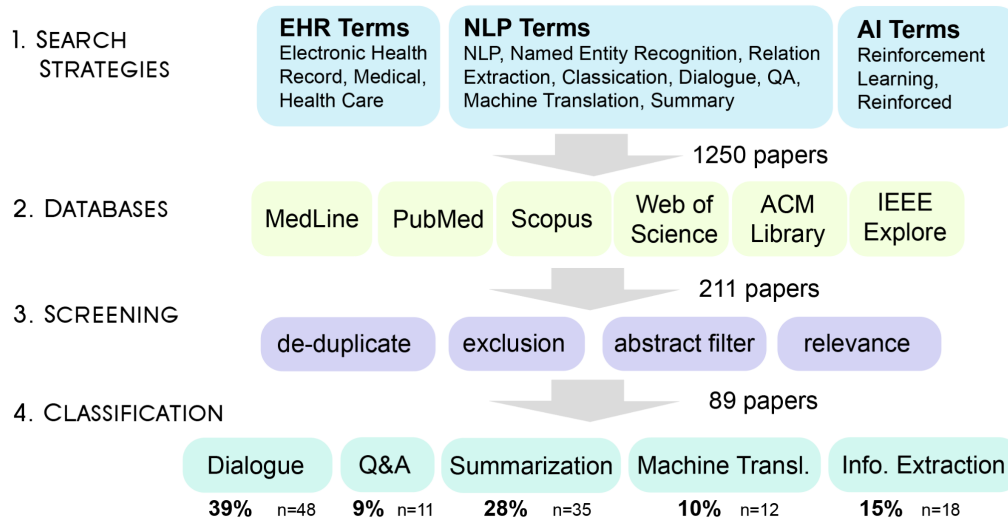 1. SEARCH
STRATEGIES
EHR Terms
Electronic Health
Record, Medical,
Health Care
NLP Terms
NLP, Named Entity Recognition, Relation
Extraction, Classication, Dialogue, QA,
Machine Translation, Summary
AI Terms
Reinforcement
Learning,
Reinforced
1250 papers
2. DATABASES
MedLine
PubMed
Scopus
Web of
Science
ACM
Library
IEEE
Explore
211 papers
3. SCREENING
de-duplicate
exclusion
abstract filter
relevance
89 papers
4. CLASSIFICATION
Dialogue
Q&A
Summarization
Machine Transl.
Info. Extraction
39% n=48
9% n=11
28% n=35
10% n=12
15% n=18